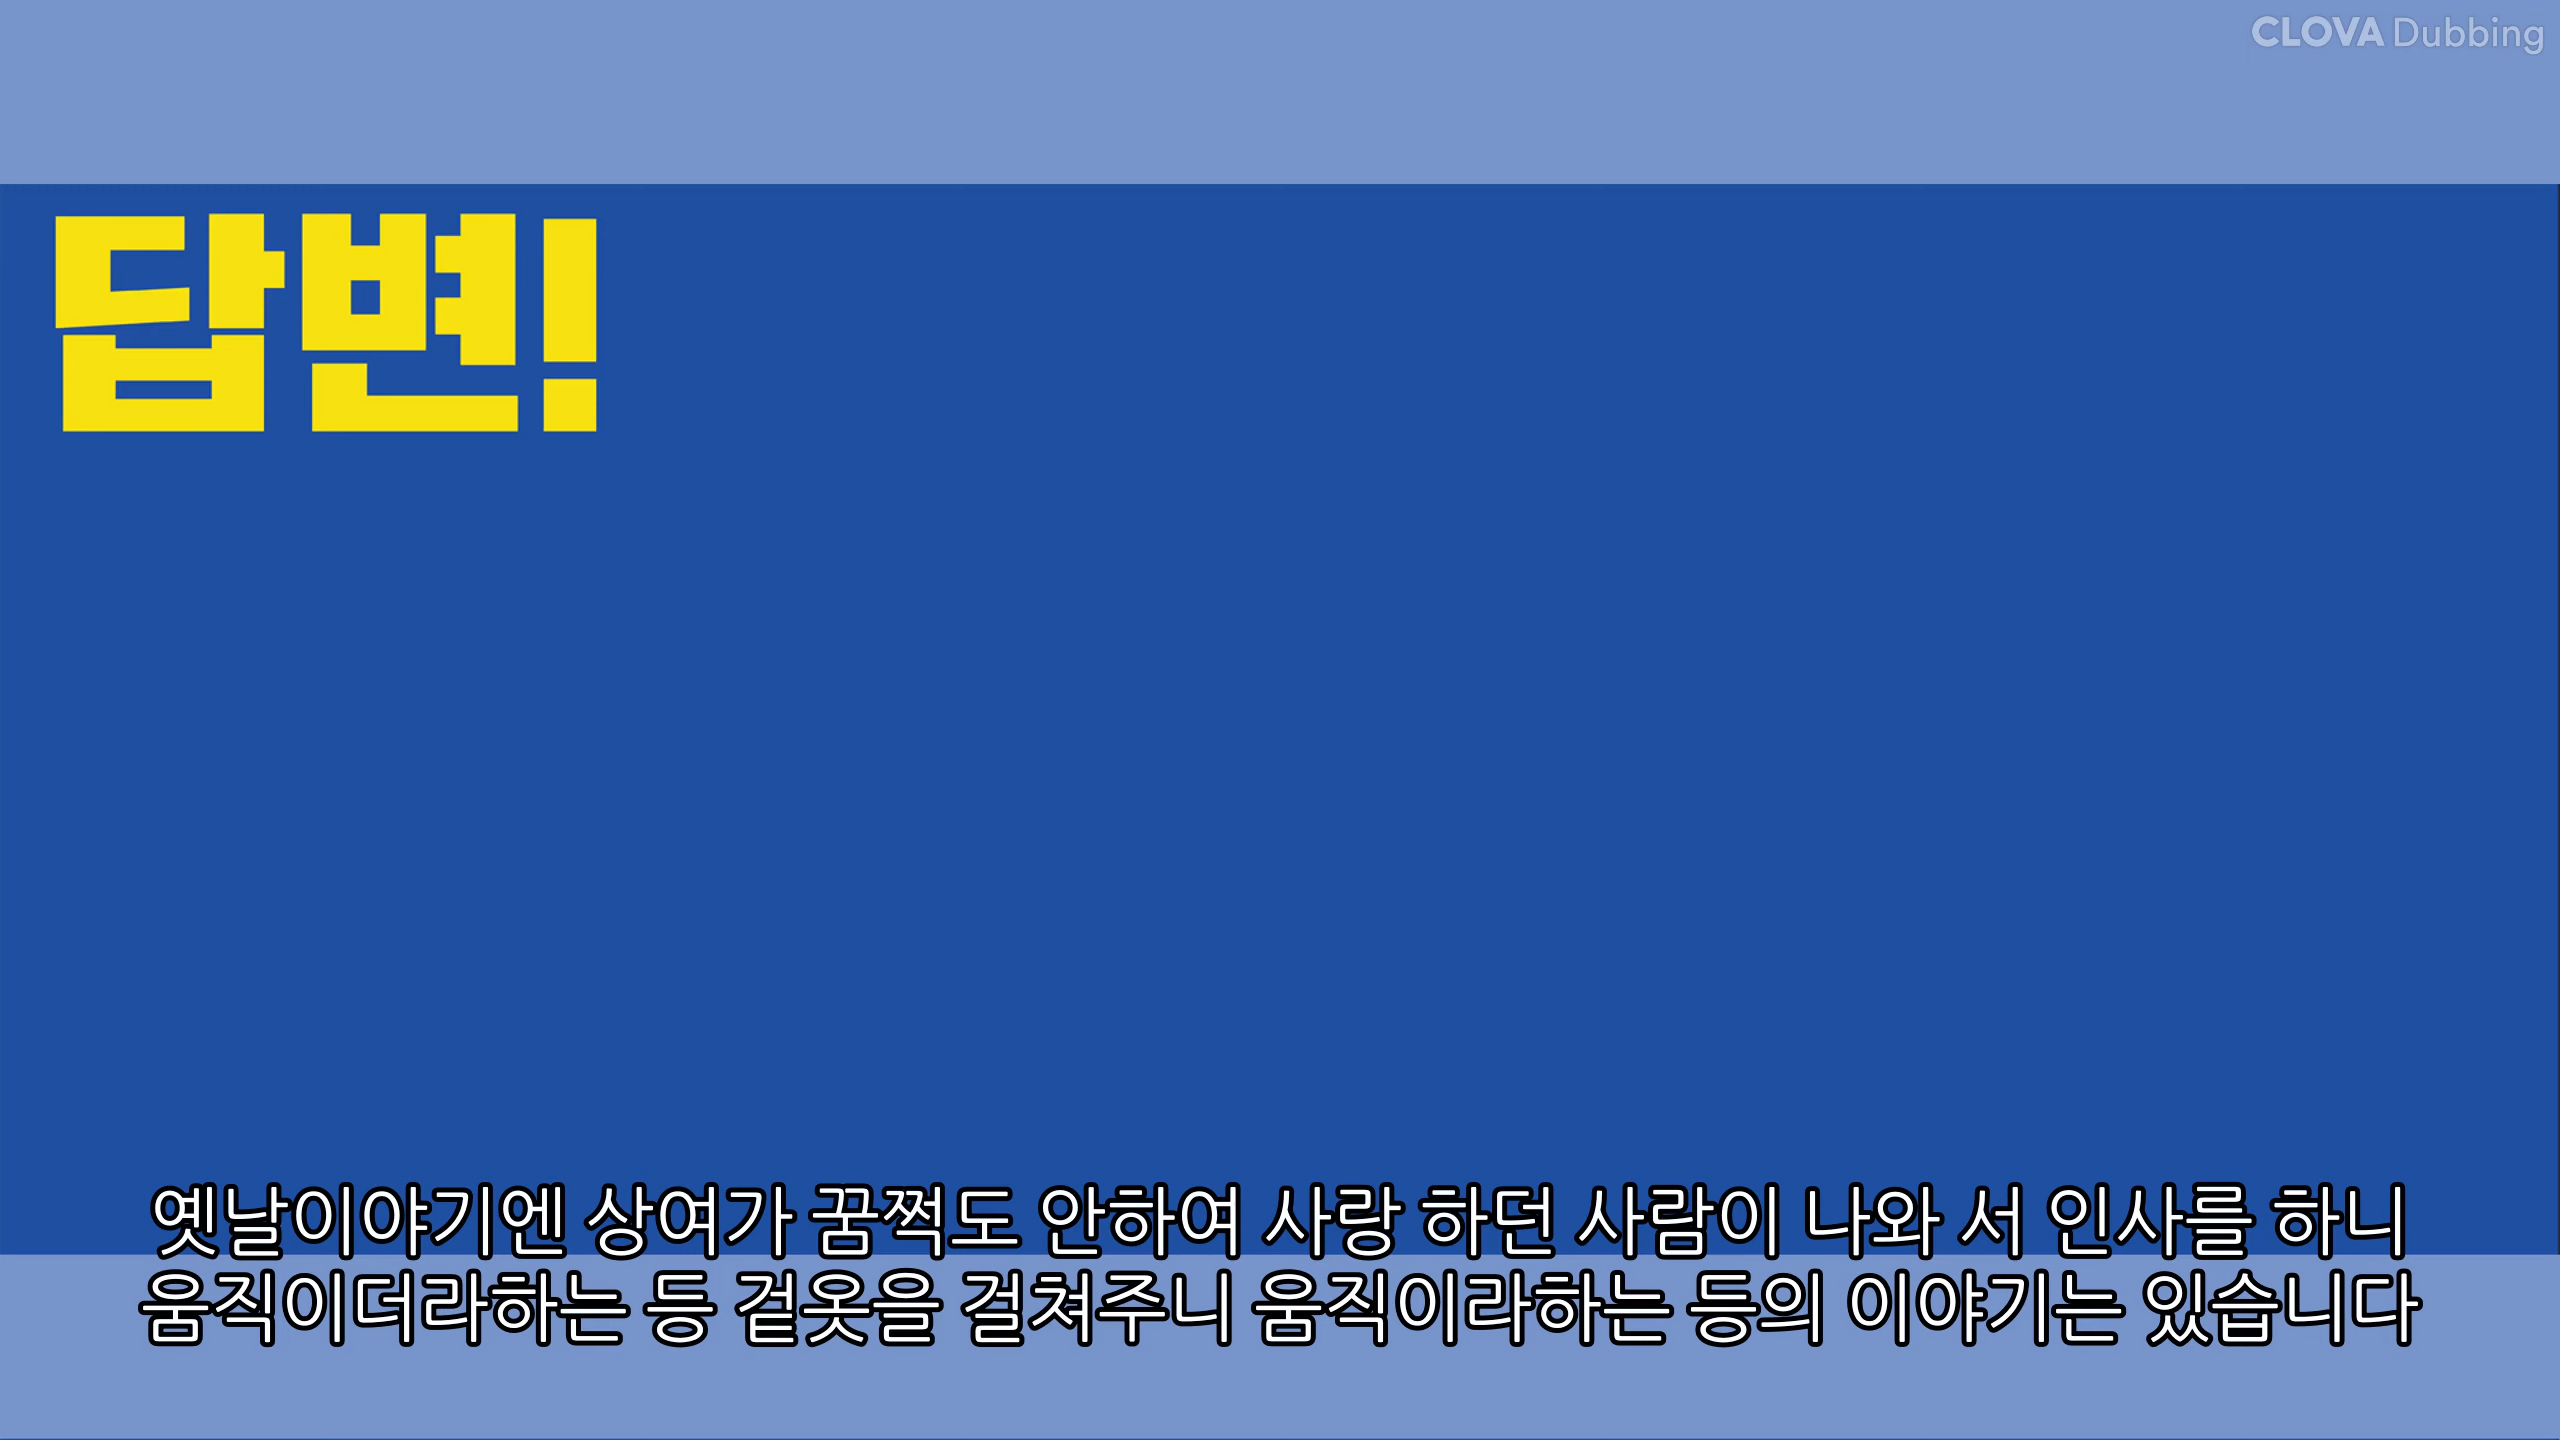 CLOVA Dubbing
답변!
옛날이야기엔 상여가 꿈쩍도 안하여 사랑 하던 사람이 나와 서 인사를 하니
움직이더라하는 등 겉옷을 걸쳐주니 움직이라하는 등의 이야기는 있습니다